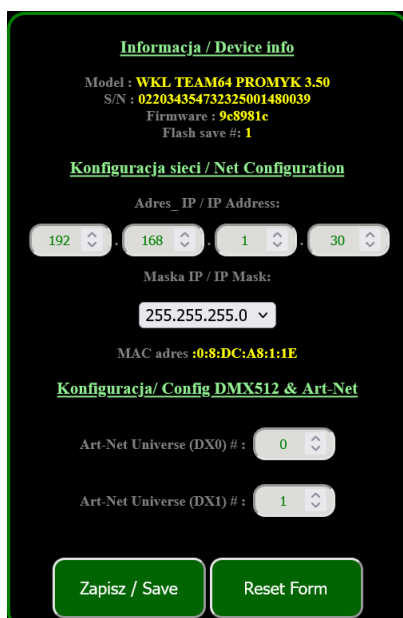 Informacja / Device info
Model : WKL TEAM64 PROMYK 3.50
S/N : 022034354732325001480039
Firmware : 9c8981c
Flash save #: 1
Konfiguracja sieci / Net Configuration
Adres_ IP / IP Address:
192 . 168 . 1 . 30
Maska IP / IP Mask:
255.255.255.0
MAC adres :0:8:DC:A8:1:1E
Konfiguracja/ Config DMX512 & Art-Net
Art-Net Universe (DX0) # : 0
Art-Net Universe (DX1) # : 1
Zapisz / Save Reset Form